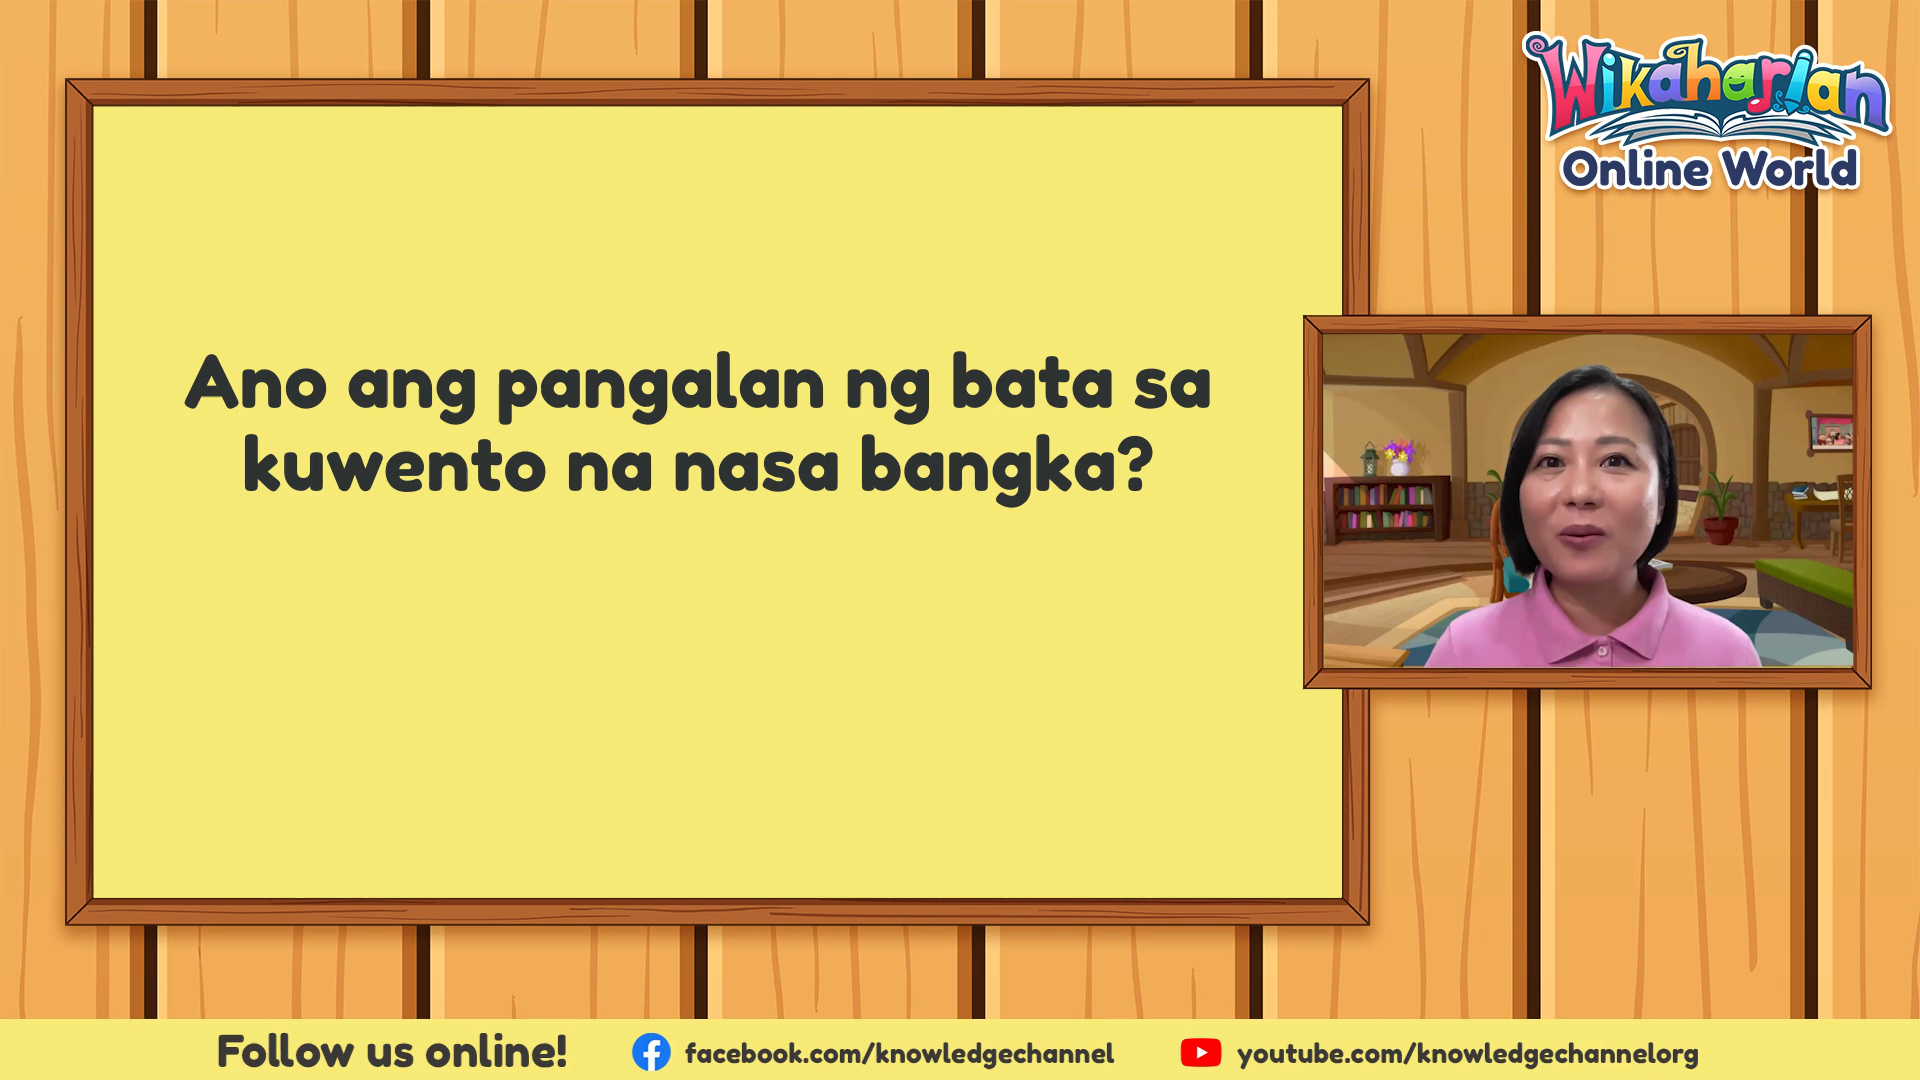 Wikaharian
Online World
Ano ang pangalan ng bata sa
kuwento na nasa bangka?
Follow us online!
facebook.com/knowledgechannel
youtube.com/knowledgechannelorg